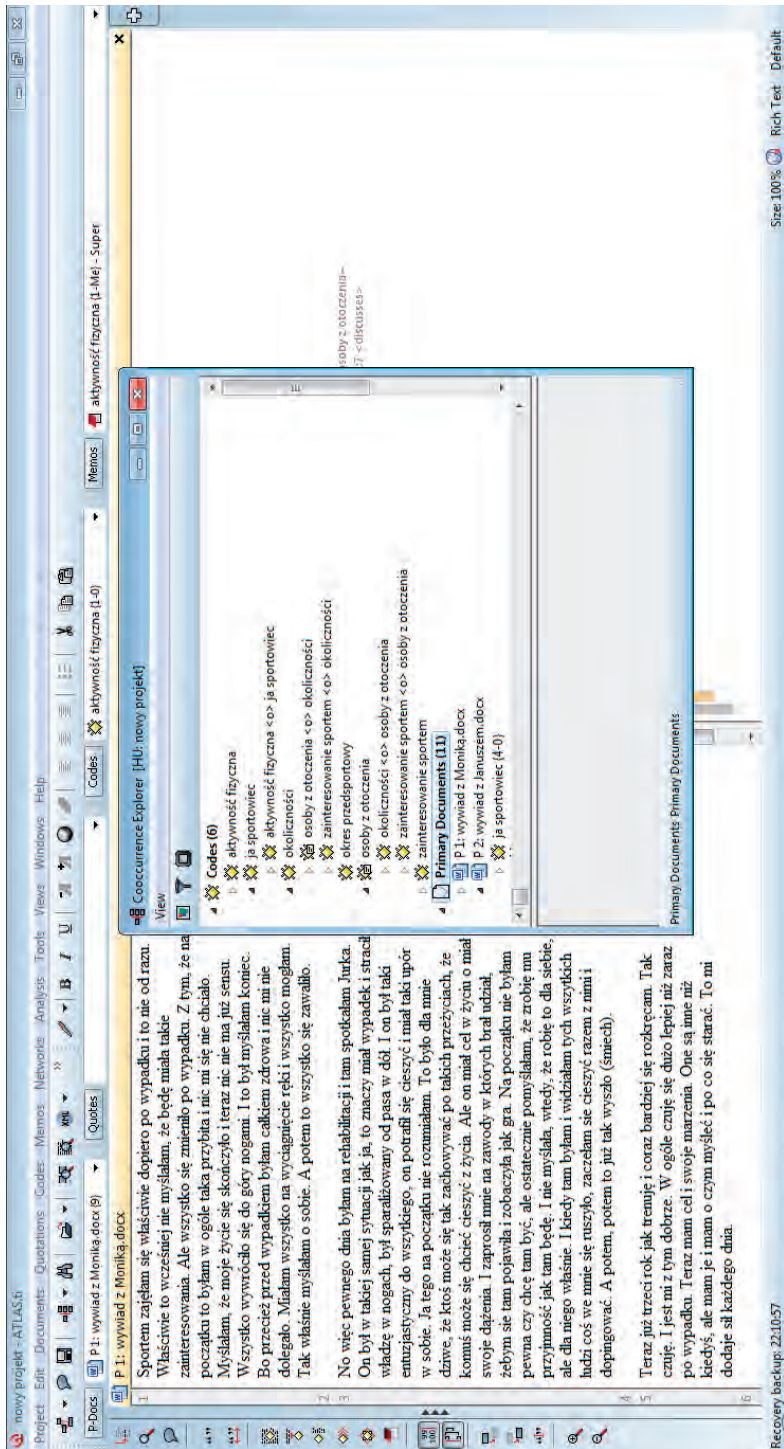 nowy projekt - ATLAS.ti
Project Edit Documents Quotations Codes Memos Networks Analysis Tools Views Windows Help
P-Docs P 1: wywiad z Moniką.docx (9) Quotes Codes aktywność fizyczna {1-0} Memos aktywność fizyczna {1-Me} - Super
P 1: wywiad z Moniką.docx
1
Sportem zajęłam się właściwie dopiero po wypadku i to nie od razu.
Właściwie to wcześniej nie myślałam, że będę miała takie
zainteresowania. Ale wszystko się zmieniło po wypadku. Z tym, że na
początku to byłam w ogóle taka przybita i nic mi się nie chciało.
Myślałam, że moje życie się skończyło i teraz nic nie ma już sensu.
Wszystko wywróciło się do góry nogami. I to był myślałam koniec.
Bo przecież przed wypadkiem byłam całkiem zdrowa i nic mi nie
dolegało. Miałam wszystko na wyciągnięcie ręki i wszystko mogłam.
Tak właśnie myślałam o sobie. A potem to wszystko się zawaliło.
2
3
No więc pewnego dnia byłam na rehabilitacji i tam spotkałam Jurka.
On był w takiej samej sytuacji jak ja, to znaczy miał wypadek i stracił
władzę w nogach, był sparaliżowany od pasa w dół. I on był taki
entuzjastyczny do wszytkiego, on potrafił się cieszyć i miał taki upór
w sobie. Ja tego na początku nie rozumiałam. To było dla mnie
dziwe, że ktoś może się tak zachowywać po takich przeżyciach, że
komuś może się chcieć cieszyć z życia. Ale on miał cel w życiu o miał
swoje dążenia. I zaprosił mnie na zawody w których brał udział,
żebym się tam pojawiła i zobaczyła jak gra. Na początku nie byłam
pewna czy chcę tam być, ale ostatecznie pomyślałam, że zrobię mu
przyjmność jak tam będę. I nie myślała, wtedy, że robię to dla siebie,
ale dla niego właśnie. I kiedy tam byłam i widziałam tych wszytkich
ludzi coś we mnie się ruszyło, zaczęłam sie cieszyć razem z nimi i
dopingować. A potem, potem to już tak wyszło (śmiech).
4
5
Teraz już trzeci rok jak trenuję i coraz bardziej się rozkręcam. Tak
czuję. I jest mi z tym dobrze. W ogóle czuję się dużo lepiej niż zaraz
po wypadku. Teraz mam cel i swoje marzenia. One są inne niż
kiedyś, ale mam je i mam o czym myśleć i po co się starać. To mi
dodaje sił każdego dnia.
6
Cooccurrence Explorer [HU: nowy projekt]
View
Codes (6)
aktywność fizyczna
ja sportowiec
aktywność fizyczna <o> ja sportowiec
okoliczności
osoby z otoczenia <o> okoliczności
zainteresowanie sportem <o> okoliczności
okres przedsportowy
osoby z otoczenia
okoliczności <o> osoby z otoczenia
zainteresowanie sportem <o> osoby z otoczenia
zainteresowanie sportem
Primary Documents (11)
P 1: wywiad z Moniką.docx
P 2: wywiad z Januszem.docx
ja sportowiec {4-0}
Primary Documents Primary Documents
soby z otoczenia~
<discusses>
very backup: 22:10:57 Size: 100% Rich Text Default